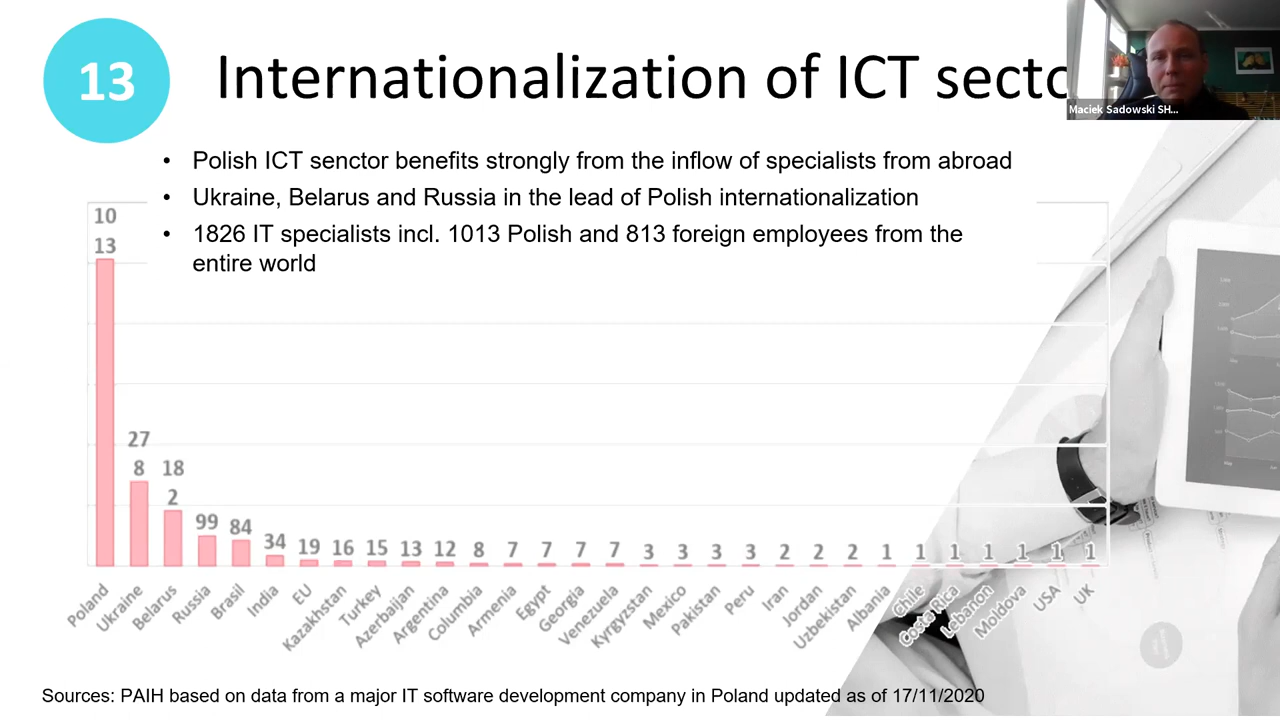 13
Internationalization of ICT secto
Maciek Sadowski SH...
• Polish ICT senctor benefits strongly from the inflow of specialists from abroad
• Ukraine, Belarus and Russia in the lead of Polish internationalization
• 1826 IT specialists incl. 1013 Polish and 813 foreign employees from the
entire world
10
13
27
8
18
2
99
84
34
19
16
15
13
12
8
7
7
7
7
3
3
3
3
2
2
2
1
1
1
1
1
1
1
Poland
Ukraine
Belarus
Russia
Brasil
India
EU
Kazakhstan
Turkey
Azerbaijan
Argentina
Columbia
Armenia
Egypt
Georgia
Venezuela
Kyrgyzstan
Mexico
Pakistan
Peru
Iran
Jordan
Uzbekistan
Albania
Chile
Costa Rica
Lebanon
Moldova
USA
UK
Sources: PAIH based on data from a major IT software development company in Poland updated as of 17/11/2020